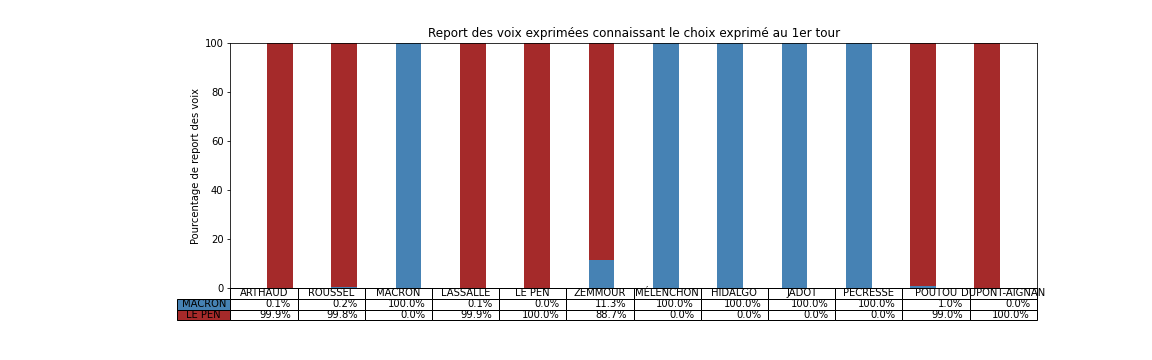 Report des voix exprimées connaissant le choix exprimé au 1er tour
Pourcentage de report des voix
100
80
60
40
20
0
ARTHAUD ROUSSEL MACRON LASSALLE LE PEN ZEMMOUR MÉLENCHON HIDALGO JADOT PÉCRESSE POUTOU DUPONT-AIGNAN
MACRON 0.1% 0.2% 100.0% 0.1% 0.0% 11.3% 100.0% 100.0% 100.0% 100.0% 1.0% 0.0%
LE PEN 99.9% 99.8% 0.0% 99.9% 100.0% 88.7% 0.0% 0.0% 0.0% 0.0% 99.0% 100.0%